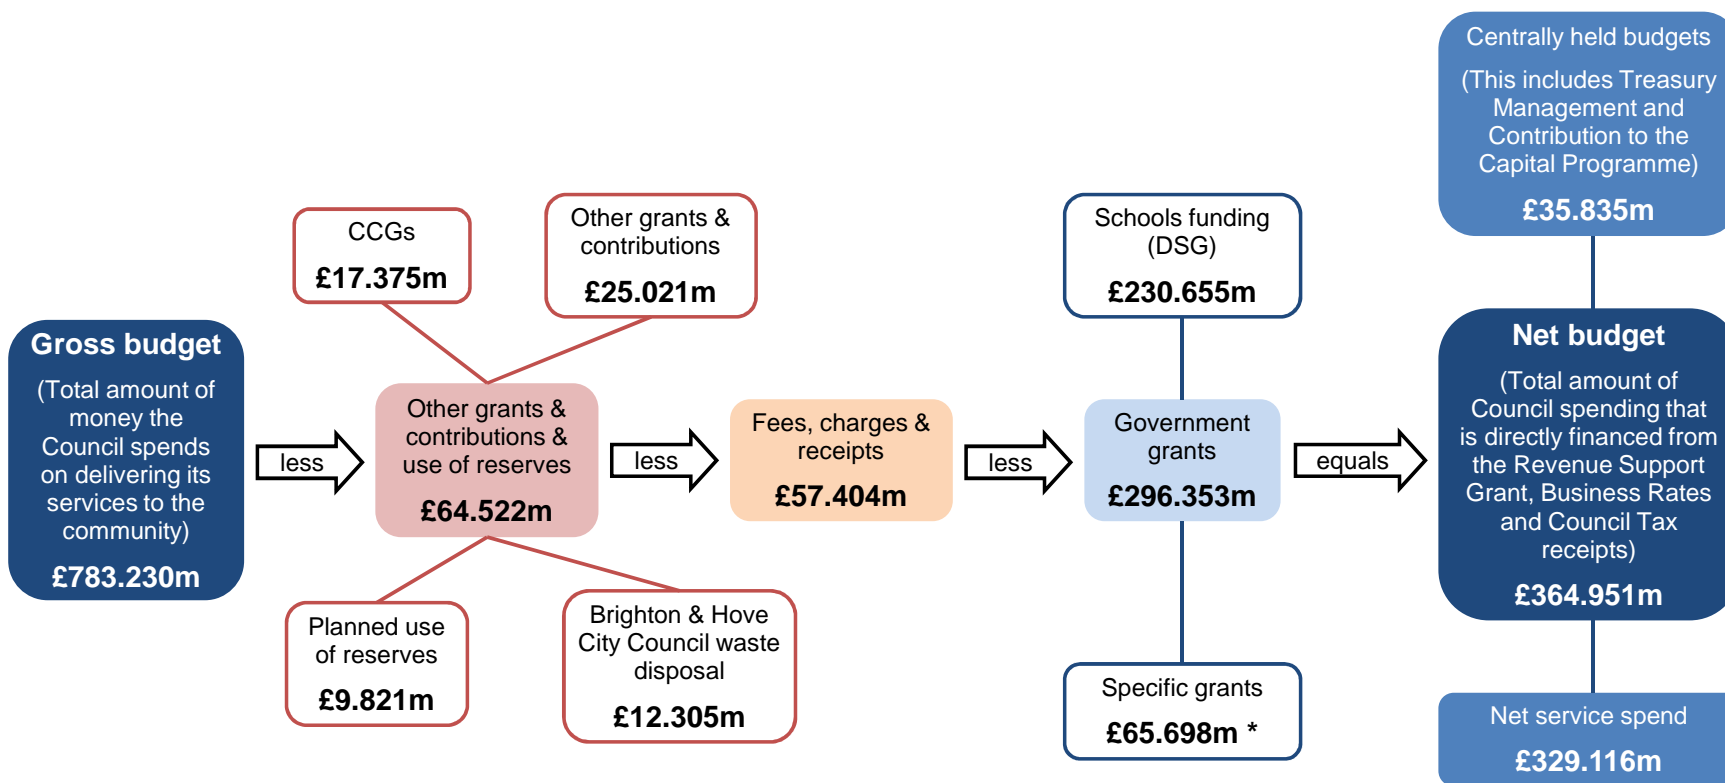 Gross budget
(Total amount of
money the
Council spends
on delivering its
services to the
community)
£783.230m
less
CCGs
£17.375m
Other grants &
contributions
£25.021m
Other grants &
contributions &
use of reserves
£64.522m
Planned use
of reserves
£9.821m
Brighton & Hove
City Council waste
disposal
£12.305m
less
Fees, charges &
receipts
£57.404m
less
Schools funding
(DSG)
£230.655m
Government
grants
£296.353m
Specific grants
£65.698m *
equals
Centrally held budgets
(This includes Treasury
Management and
Contribution to the
Capital Programme)
£35.835m
Net budget
(Total amount of
Council spending that
is directly financed from
the Revenue Support
Grant, Business Rates
and Council Tax
receipts)
£364.951m
Net service spend
£329.116m